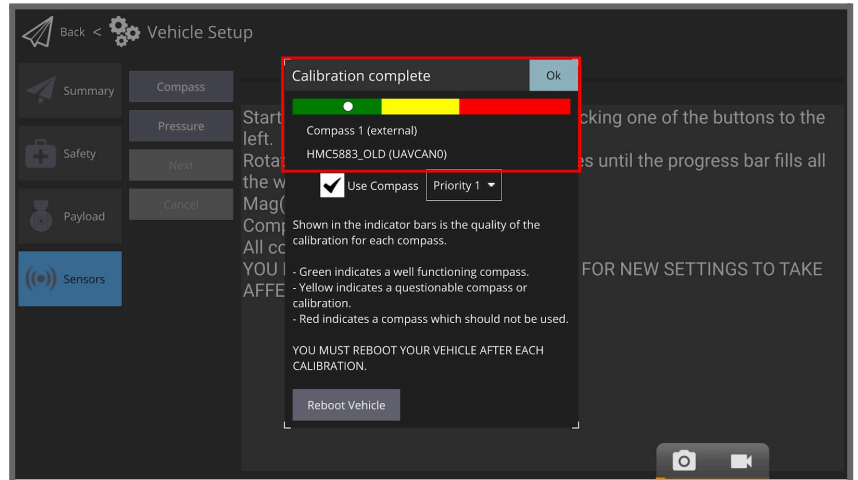 Back < Vehicle Setup
Summary
Safety
Payload
Sensors
Compass
Pressure
Next
Cancel
Calibration complete
Ok
Compass 1 (external)
HMC5883_OLD (UAVCAN0)
Use Compass Priority 1
Shown in the indicator bars is the quality of the
calibration for each compass.
- Green indicates a well functioning compass.
- Yellow indicates a questionable compass or
calibration.
- Red indicates a compass which should not be used.
YOU MUST REBOOT YOUR VEHICLE AFTER EACH
CALIBRATION.
Reboot Vehicle
Start cking one of the buttons to the
left.
until the progress bar fills all
the
Mag(
All
YOU FOR NEW SETTINGS TO TAKE
AFFE